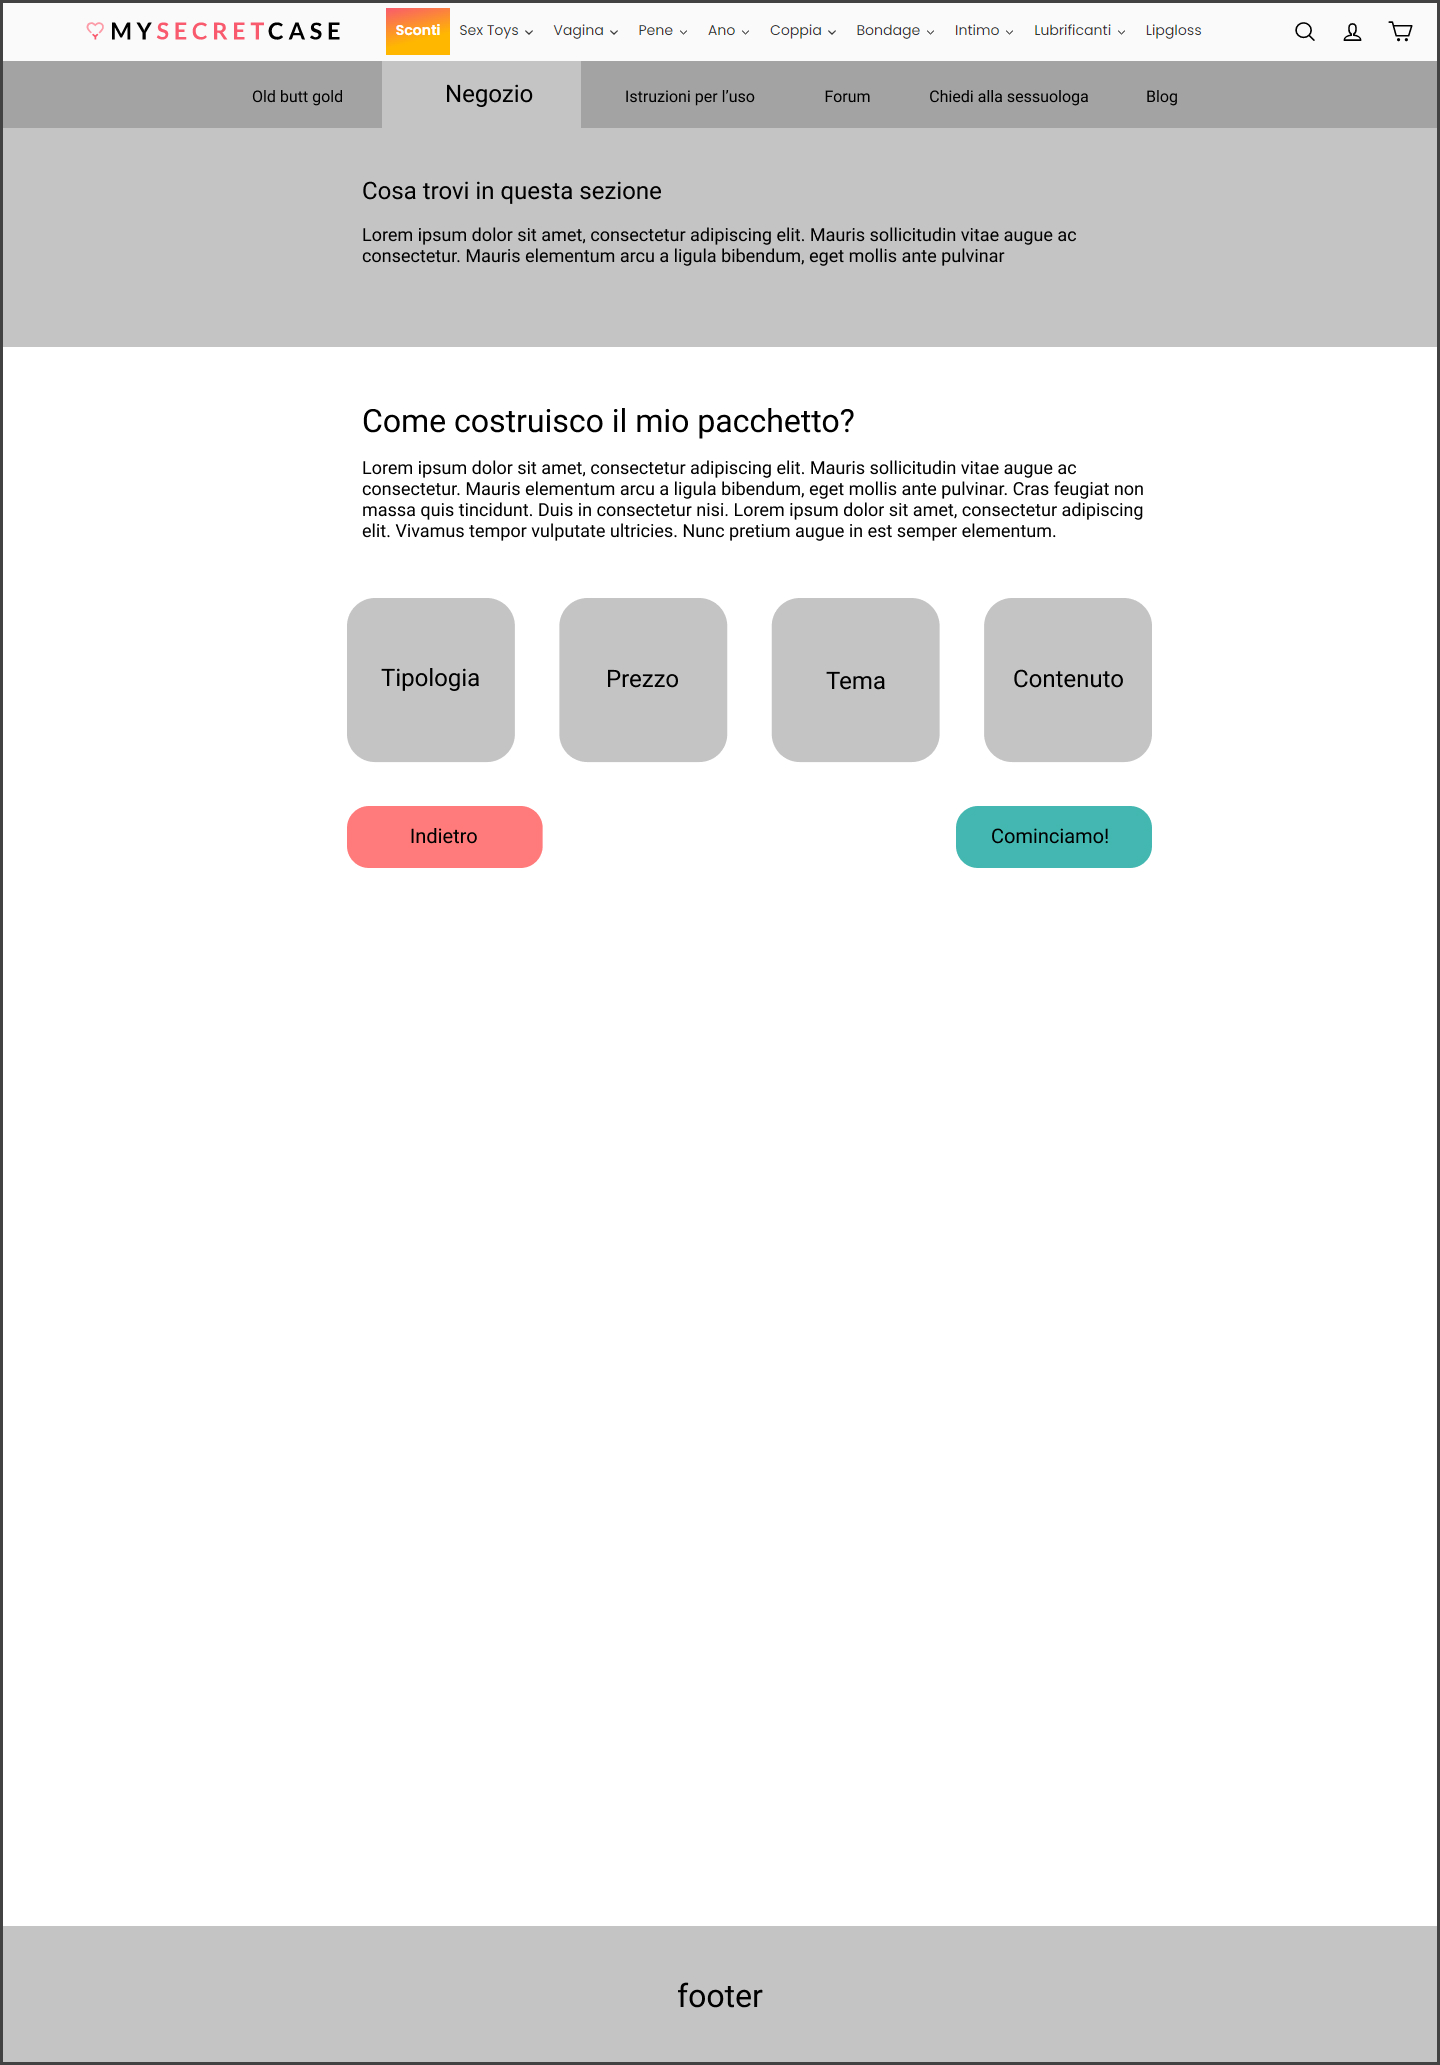 MYSECRETCASE Sconti Sex Toys Vagina Pene Ano Coppia Bondage Intimo Lubrificanti Lipgloss
Old butt gold Negozio Istruzioni per l'uso Forum Chiedi alla sessuologa Blog
Cosa trovi in questa sezione
Lorem ipsum dolor sit amet, consectetur adipiscing elit. Mauris sollicitudin vitae augue ac
consectetur. Mauris elementum arcu a ligula bibendum, eget mollis ante pulvinar
Come costruisco il mio pacchetto?
Lorem ipsum dolor sit amet, consectetur adipiscing elit. Mauris sollicitudin vitae augue ac
consectetur. Mauris elementum arcu a ligula bibendum, eget mollis ante pulvinar. Cras feugiat non
massa quis tincidunt. Duis in consectetur nisi. Lorem ipsum dolor sit amet, consectetur adipiscing
elit. Vivamus tempor vulputate ultricies. Nunc pretium augue in est semper elementum.
Tipologia Prezzo Tema Contenuto
Indietro Cominciamo!
footer